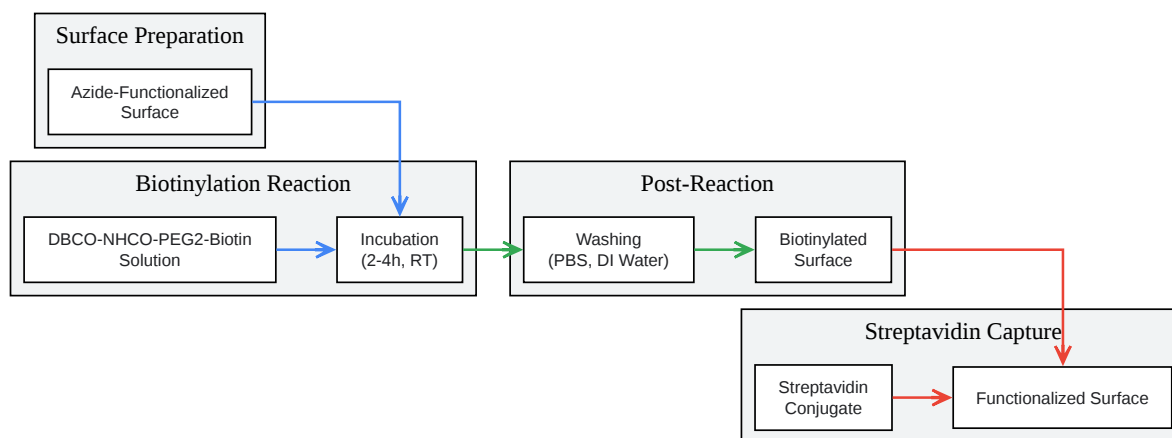 Surface Preparation
Azide-Functionalized
Surface
Biotinylation Reaction
DBCO-NHCO-PEG2-Biotin
Solution
Incubation
(2-4h, RT)
Post-Reaction
Washing
(PBS, DI Water)
Biotinylated
Surface
Streptavidin Capture
Streptavidin
Conjugate
Functionalized Surface